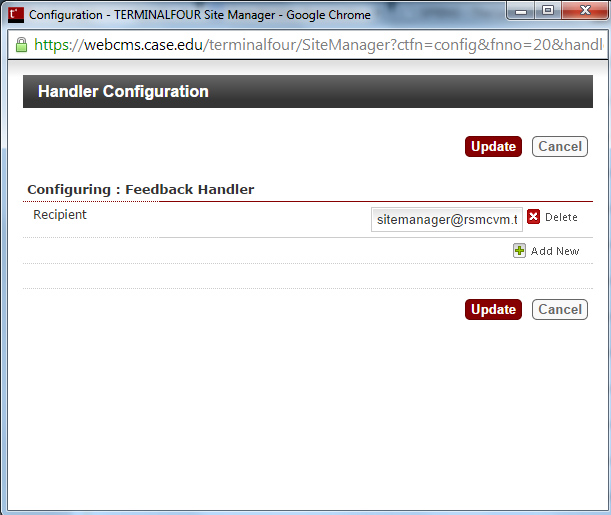 Configuration - TERMINALFOUR Site Manager - Google Chrome
https://webcms.case.edu/terminalfour/SiteManager?ctfn=config&fnno=20&handl
Handler Configuration
Update Cancel
Configuring : Feedback Handler
Recipient sitemanager@rsmcvm.t Delete
Add New
Update Cancel